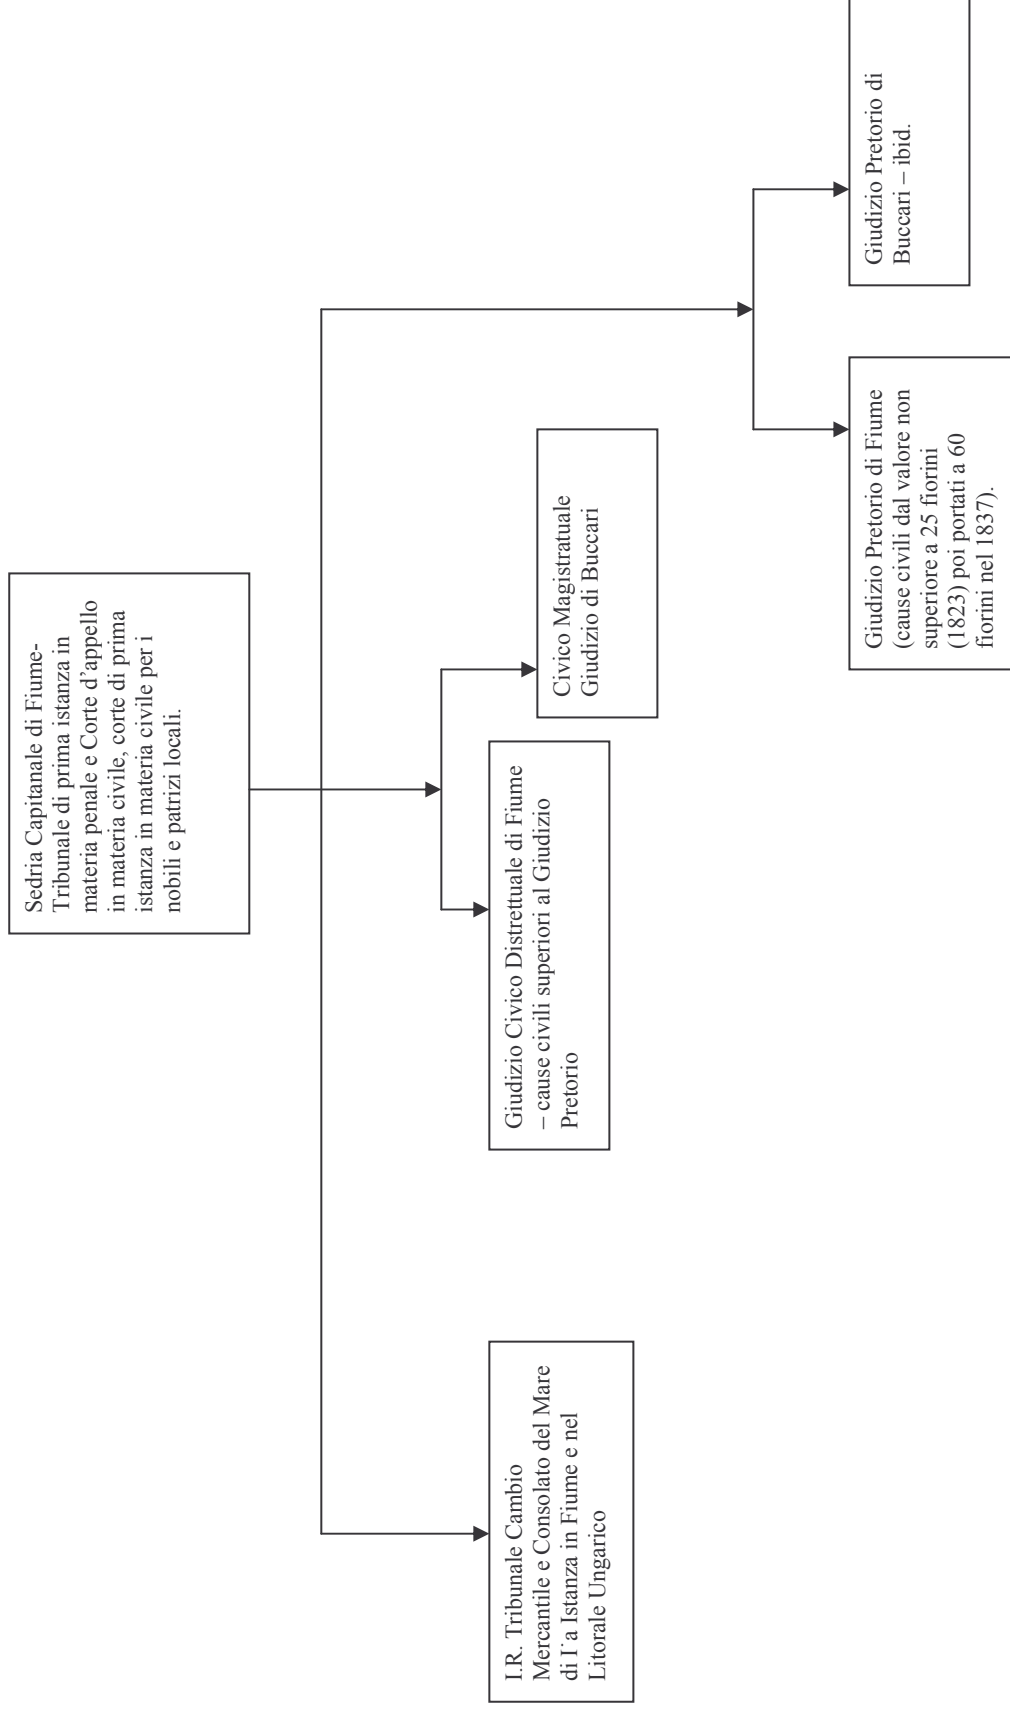 Sedria Capitanale di Fiume-
Tribunale di prima istanza in
materia penale e Corte d’appello
in materia civile, corte di prima
istanza in materia civile per i
nobili e patrizi locali.
I.R. Tribunale Cambio
Mercantile e Consolato del Mare
di I˙a Istanza in Fiume e nel
Litorale Ungarico
Giudizio Civico Distrettuale di Fiume
– cause civili superiori al Giudizio
Pretorio
Civico Magistratuale
Giudizio di Buccari
Giudizio Pretorio di Fiume
(cause civili dal valore non
superiore a 25 fiorini
(1823) poi portati a 60
fiorini nel 1837).
Giudizio Pretorio di
Buccari – ibid.